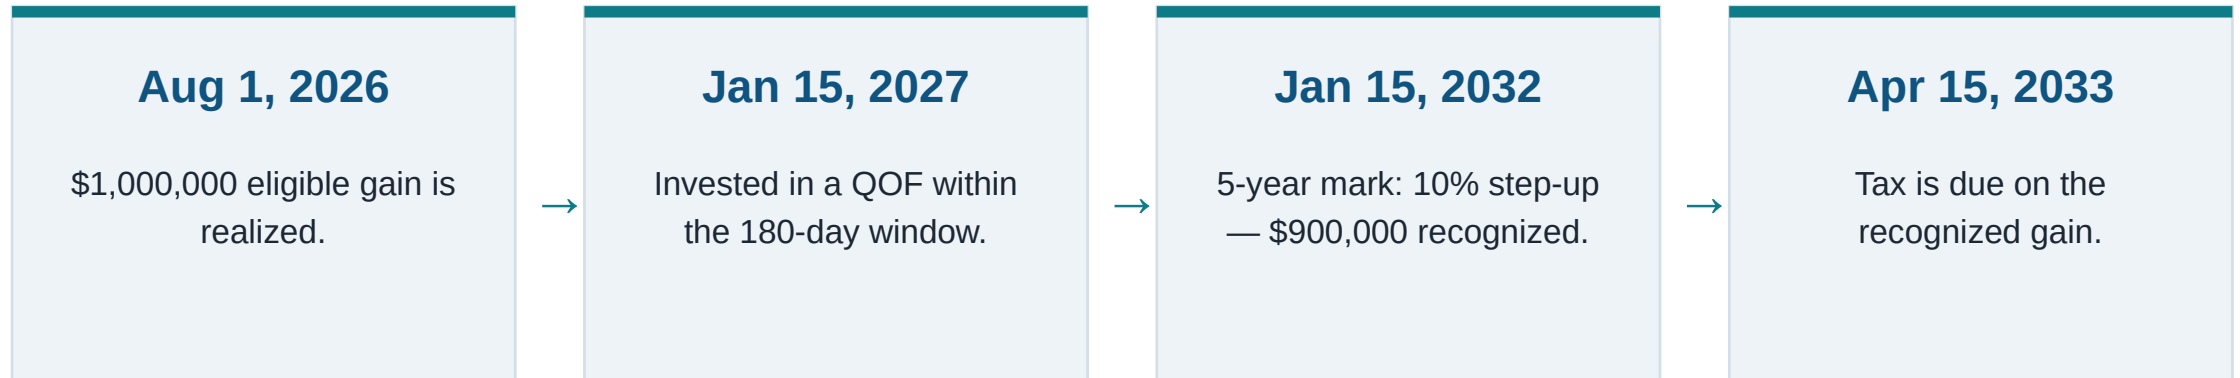 Aug 1, 2026
$1,000,000 eligible gain is
realized.
→
Jan 15, 2027
Invested in a QOF within
the 180-day window.
→
Jan 15, 2032
5-year mark: 10% step-up
— $900,000 recognized.
→
Apr 15, 2033
Tax is due on the
recognized gain.